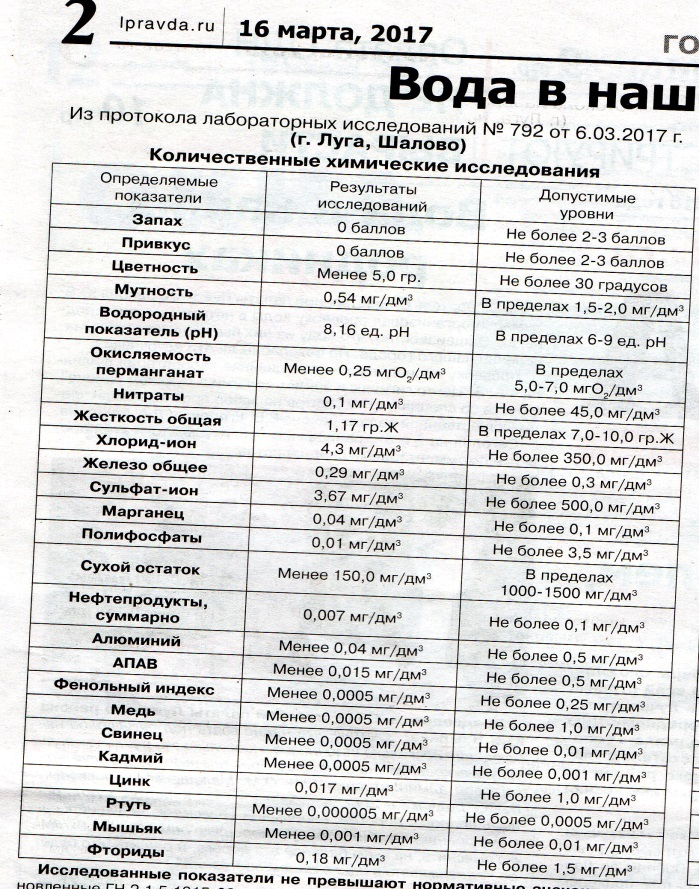 2 lpravda.ru 16 марта, 2017 ГО
Вода в наш
Из протокола лабораторных исследований № 792 от 6.03.2017 г.
(г. Луга, Шалово)
Количественные химические исследования
Определяемые показатели Результаты исследований Допустимые уровни
Запах 0 баллов Не более 2-3 баллов
Привкус 0 баллов Не более 2-3 баллов
Цветность Менее 5,0 гр. Не более 30 градусов
Мутность 0,54 мг/дм³ В пределах 1,5-2,0 мг/дм³
Водородный показатель (pH) 8,16 ед. pH В пределах 6-9 ед. pH
Окисляемость перманганат Менее 0,25 мгО₂/дм³ В пределах 5,0-7,0 мгО₂/дм³
Нитраты 0,1 мг/дм³ Не более 45,0 мг/дм³
Жесткость общая 1,17 гр.Ж В пределах 7,0-10,0 гр.Ж
Хлорид-ион 4,3 мг/дм³ Не более 350,0 мг/дм³
Железо общее 0,29 мг/дм³ Не более 0,3 мг/дм³
Сульфат-ион 3,67 мг/дм³ Не более 500,0 мг/дм³
Марганец 0,04 мг/дм³ Не более 0,1 мг/дм³
Полифосфаты 0,01 мг/дм³ Не более 3,5 мг/дм³
Сухой остаток Менее 150,0 мг/дм³ В пределах 1000-1500 мг/дм³
Нефтепродукты, суммарно 0,007 мг/дм³ Не более 0,1 мг/дм³
Алюминий Менее 0,04 мг/дм³ Не более 0,5 мг/дм³
АПАВ Менее 0,015 мг/дм³ Не более 0,5 мг/дм³
Фенольный индекс Менее 0,0005 мг/дм³ Не более 0,25 мг/дм³
Медь Менее 0,0005 мг/дм³ Не более 1,0 мг/дм³
Свинец Менее 0,0005 мг/дм³ Не более 0,01 мг/дм³
Кадмий Менее 0,0005 мг/дм³ Не более 0,001 мг/дм³
Цинк 0,017 мг/дм³ Не более 1,0 мг/дм³
Ртуть Менее 0,000005 мг/дм³ Не более 0,0005 мг/дм³
Мышьяк Менее 0,001 мг/дм³ Не более 0,01 мг/дм³
Фториды 0,18 мг/дм³ Не более 1,5 мг/дм³
Исследованные показатели не превышают нормативные